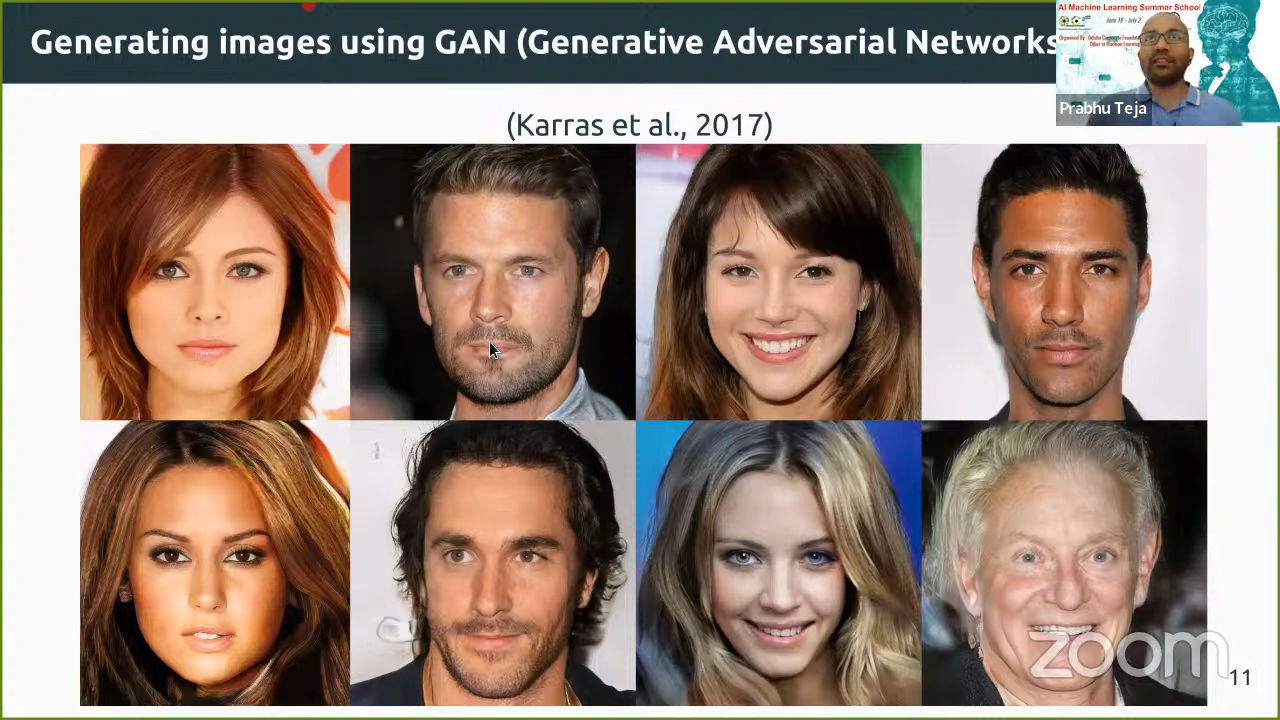 Generating images using GAN (Generative Adversarial Networks
AI Machine Learning Summer School
June 18 - July 2
Prabhu Teja
(Karras et al., 2017)
zoom
11